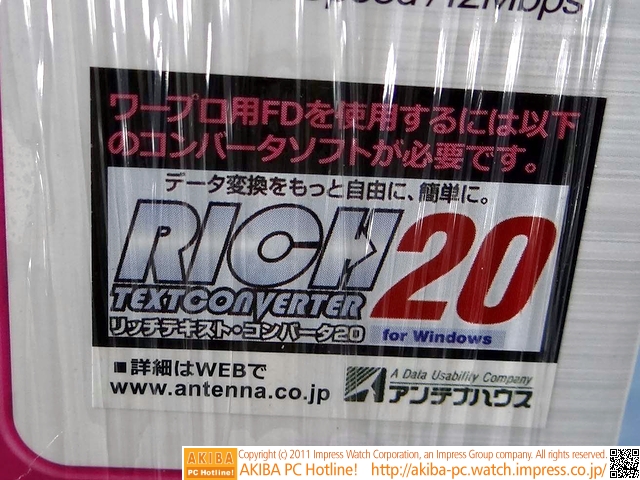 ワープロ用FDを使用するには以下
のコンバータソフトが必要です。
データ変換をもっと自由に、簡単に。
RICH 20
TEXTCONVERTER
リッチテキスト・コンバータ20
for Windows
■詳細はWEBで
www.antenna.co.jp
A Data Usability Company
アンテナハウス
AKIBA
PC Hotline!
Copyright (c) 2011 Impress Watch Corporation, an Impress Group company. All rights reserved.
AKIBA PC Hotline! http://akiba-pc.watch.impress.co.jp/